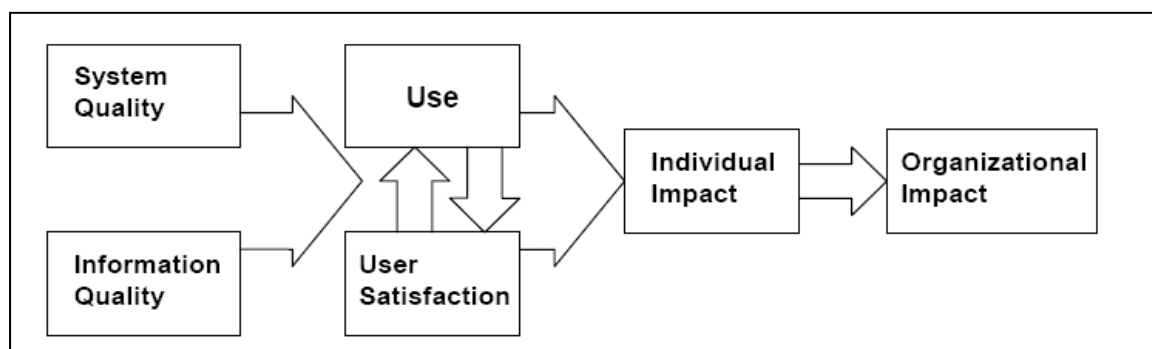 System
Quality
Use
Individual
Impact
Organizational
Impact
Information
Quality
User
Satisfaction